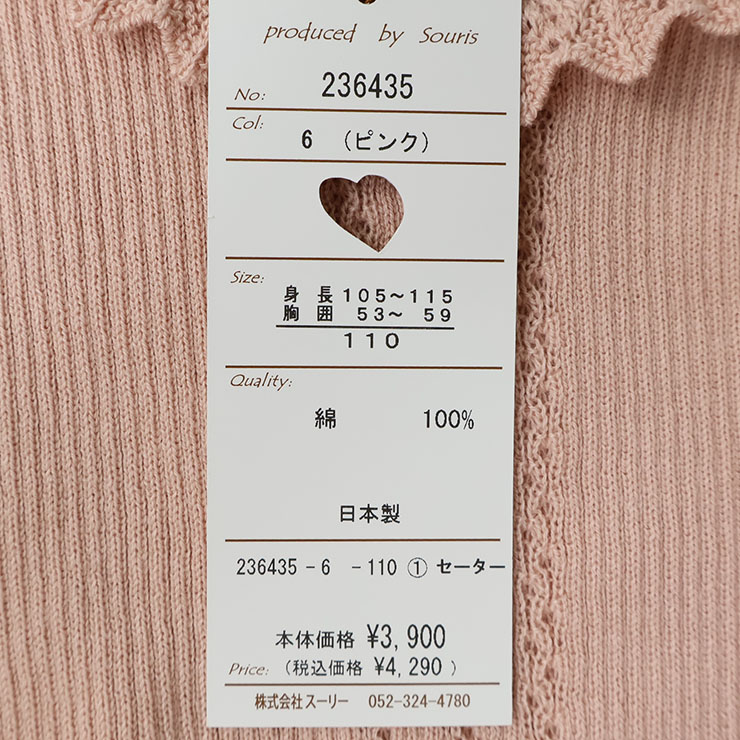 produced by Souris
No: 236435
Col: 6 (ピンク)
Size:
身 長 105~115
胸 囲 53~ 59
110
Quality:
綿 100%
日本製
236435-6 -110 ① セーター
本体価格 ¥3,900
Price: (税込価格 ¥4,290)
株式会社スーリー 052-324-4780